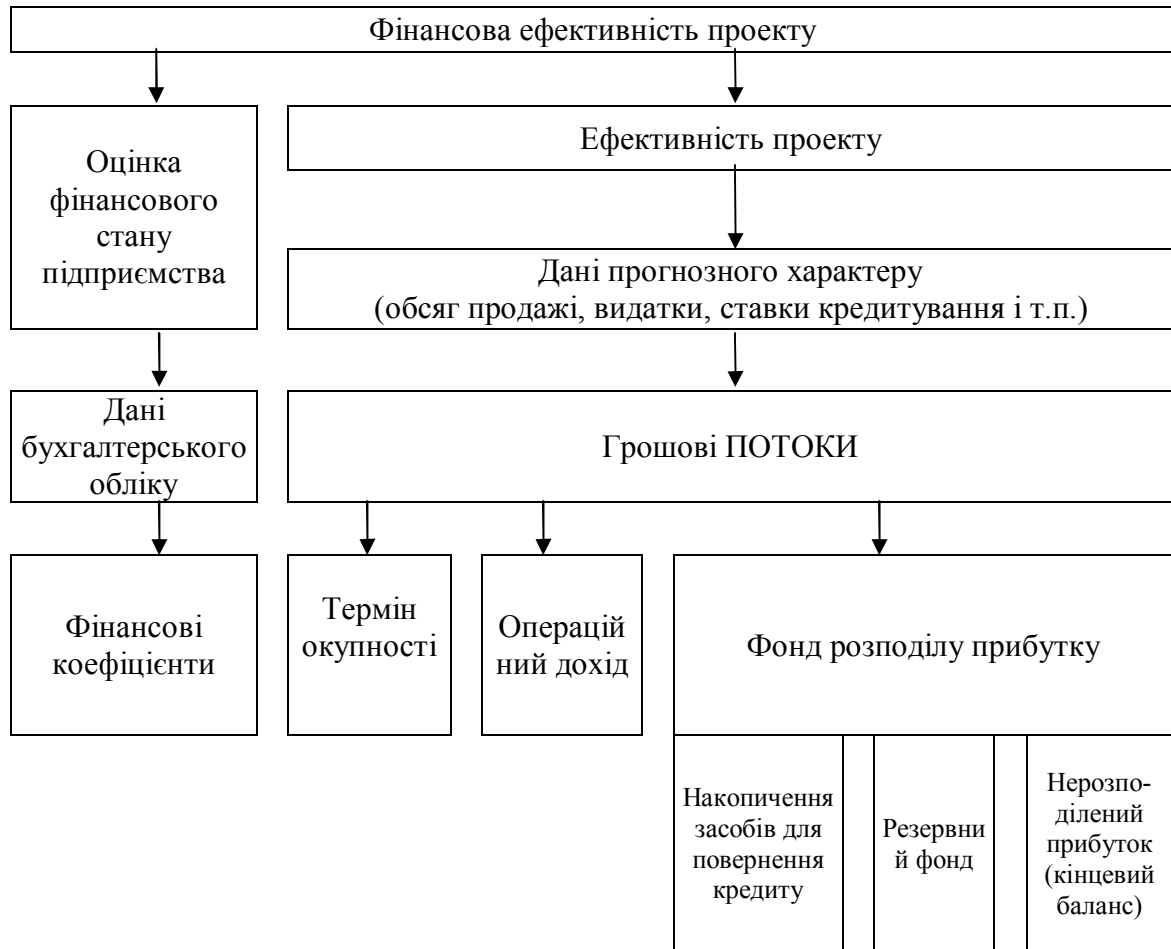 Фінансова ефективність проекту
Оцінка
фінансового
стану
підприємства
Ефективність проекту
Дані прогнозного характеру
(обсяг продажі, видатки, ставки кредитування і т.п.)
Дані
бухгалтерського
обліку
Грошові ПОТОКИ
Фінансові
коефіцієнти
Термін
окупності
Операцій
ний дохід
Фонд розподілу прибутку
Накопичення
засобів для
повернення
кредиту
Резервни
й фонд
Нерозпо-
ділений
прибуток
(кінцевий
баланс)